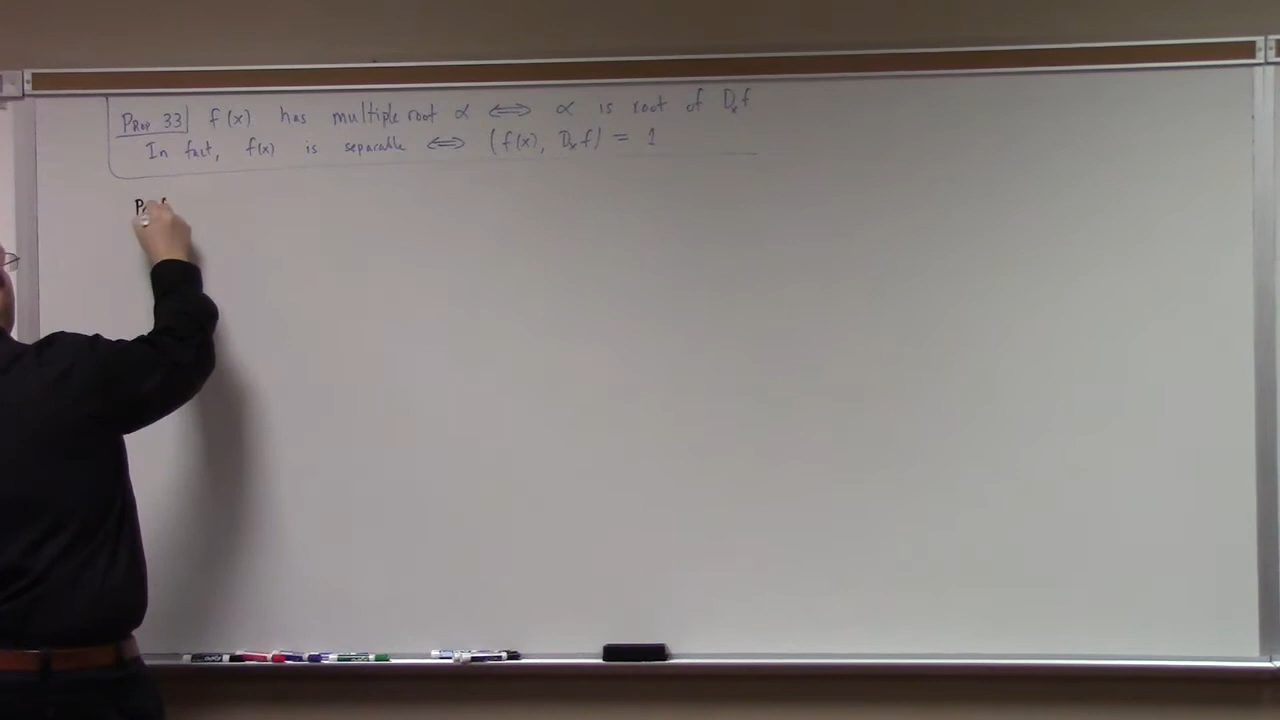 PROP 33 f(x) has multiple root α ⟺ α is root of Dₓf
In fact, f(x) is separable ⟺ (f(x), Dₓf) = 1